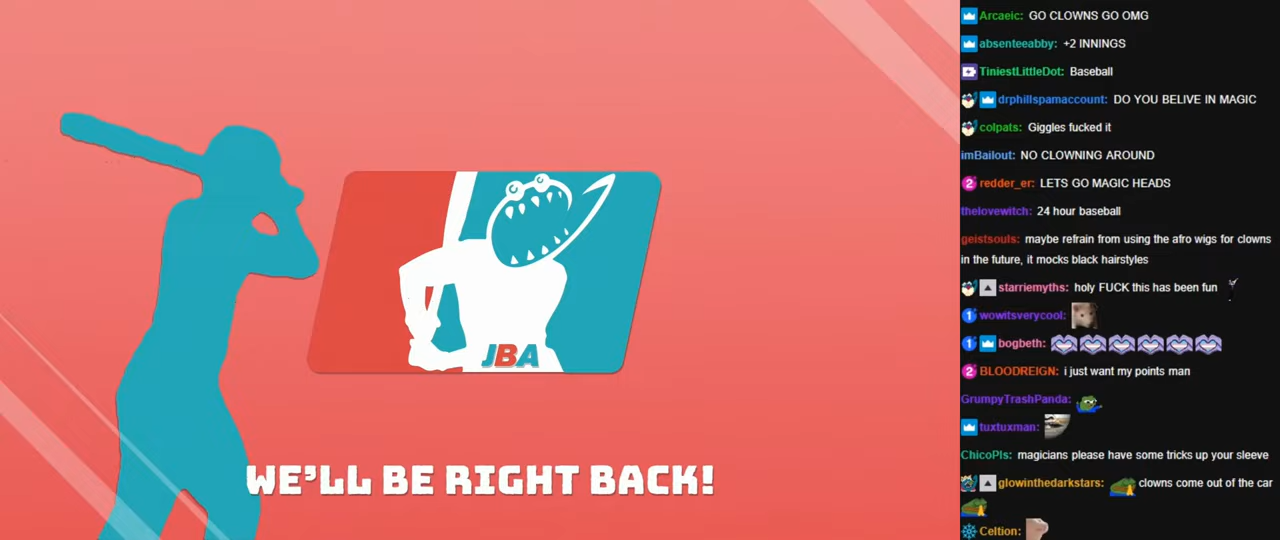 JBA
WE'LL BE RIGHT BACK!
Arcaeic: GO CLOWNS GO OMG
absenteeabby: +2 INNINGS
TiniestLittleDot: Baseball
drphillspamaccount: DO YOU BELIVE IN MAGIC
colpats: Giggles fucked it
imBailout: NO CLOWNING AROUND
2 redder_er: LETS GO MAGIC HEADS
thelovewitch: 24 hour baseball
geistsouls: maybe refrain from using the afro wigs for clowns
in the future, it mocks black hairstyles
starriemyths: holy FUCK this has been fun
1 wowitsverycool:
1 bogbeth:
2 BLOODREIGN: i just want my points man
GrumpyTrashPanda:
tuxtuxman:
ChicoPls: magicians please have some tricks up your sleeve
glowinthedarkstars: clowns come out of the car
Celtion: